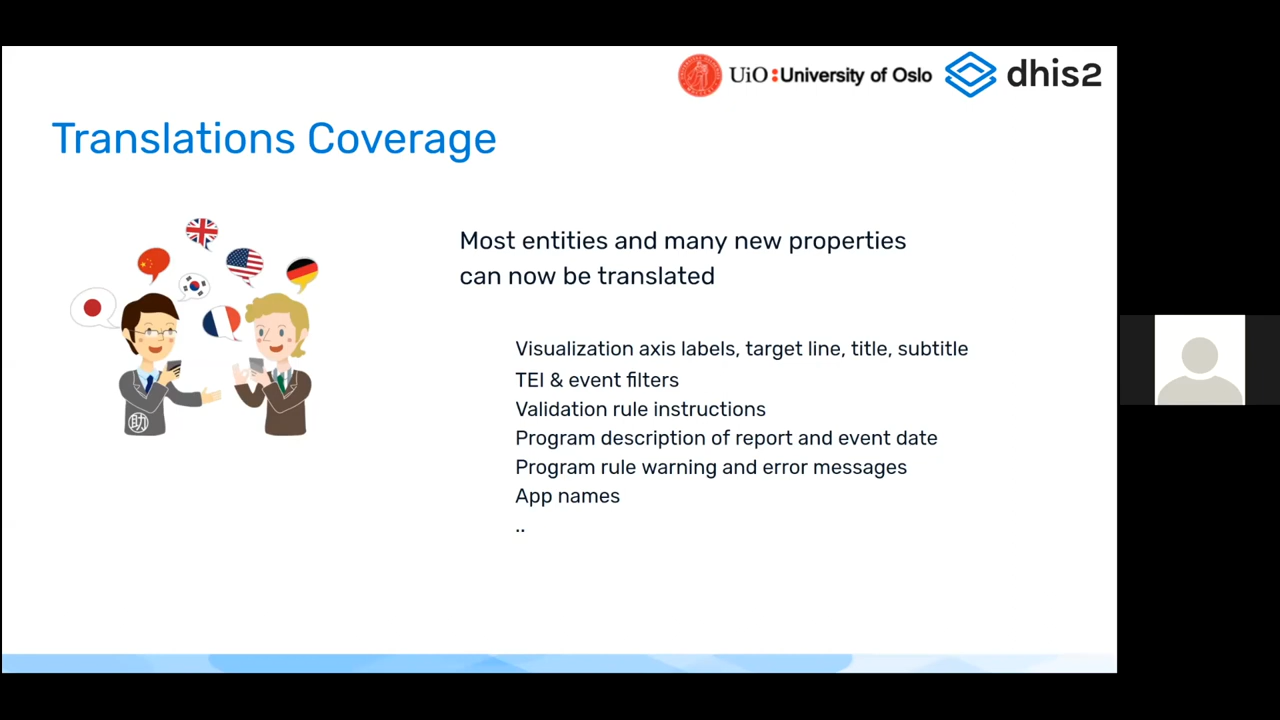 UiO:University of Oslo
dhis2
Translations Coverage
Most entities and many new properties
can now be translated
Visualization axis labels, target line, title, subtitle
TEI & event filters
Validation rule instructions
Program description of report and event date
Program rule warning and error messages
App names
..
助